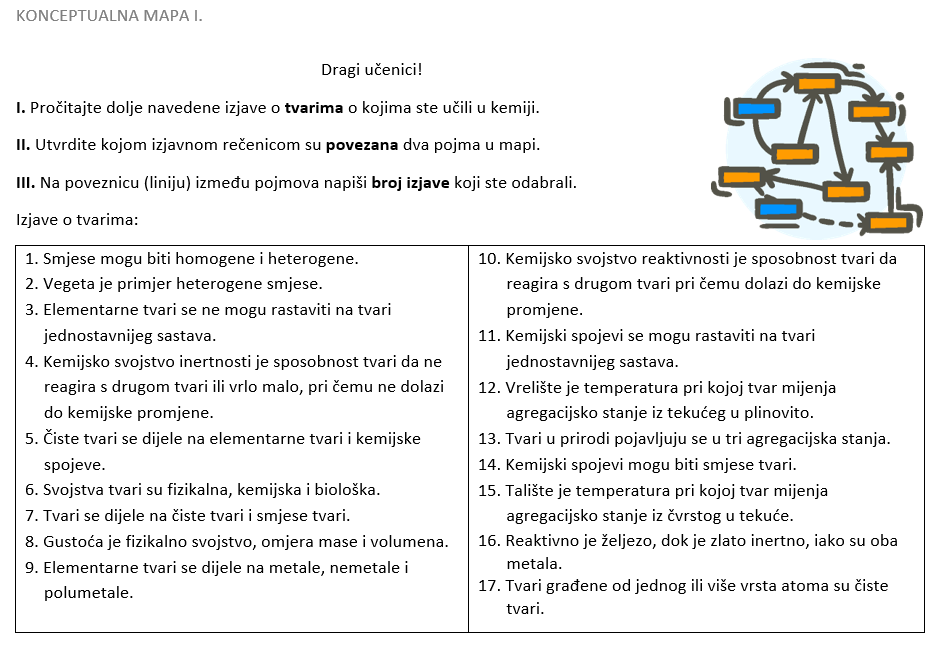 KONCEPTUALNA MAPA I.
Dragi učenici!
I. Pročitajte dolje navedene izjave o tvarima o kojima ste učili u kemiji.
II. Utvrdite kojom izjavnom rečenicom su povezana dva pojma u mapi.
III. Na poveznicu (liniju) između pojmova napiši broj izjave koji ste odabrali.
Izjave o tvarima:
1. Smjese mogu biti homogene i heterogene.
2. Vegeta je primjer heterogene smjese.
3. Elementarne tvari se ne mogu rastaviti na tvari
jednostavnijeg sastava.
4. Kemijsko svojstvo inertnosti je sposobnost tvari da ne
reagira s drugom tvari ili vrlo malo, pri čemu ne dolazi
do kemijske promjene.
5. Čiste tvari se dijele na elementarne tvari i kemijske
spojeve.
6. Svojstva tvari su fizikalna, kemijska i biološka.
7. Tvari se dijele na čiste tvari i smjese tvari.
8. Gustoća je fizikalno svojstvo, omjera mase i volumena.
9. Elementarne tvari se dijele na metale, nemetale i
polumetale.
10. Kemijsko svojstvo reaktivnosti je sposobnost tvari da
reagira s drugom tvari pri čemu dolazi do kemijske
promjene.
11. Kemijski spojevi se mogu rastaviti na tvari
jednostavnijeg sastava.
12. Vrelište je temperatura pri kojoj tvar mijenja
agregacijsko stanje iz tekućeg u plinovito.
13. Tvari u prirodi pojavljuju se u tri agregacijska stanja.
14. Kemijski spojevi mogu biti smjese tvari.
15. Talište je temperatura pri kojoj tvar mijenja
agregacijsko stanje iz čvrstog u tekuće.
16. Reaktivno je željezo, dok je zlato inertno, iako su oba
metala.
17. Tvari građene od jednog ili više vrsta atoma su čiste
tvari.